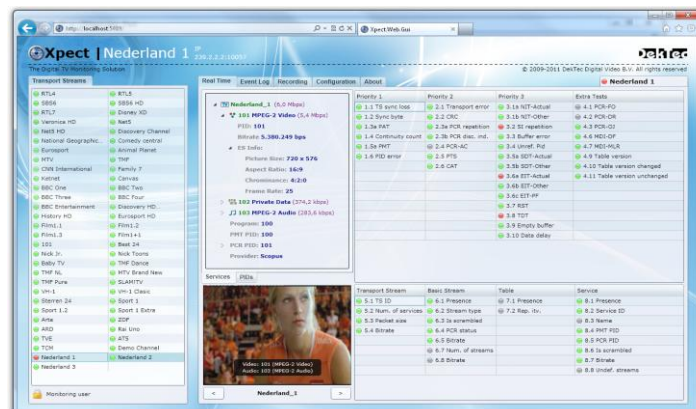 http://localhost:5409
Xpect.Web.Gui
Xpect | Nederland 1
The Digital TV Monitoring Solution
DekTec
© 2009-2011 DekTec Digital Video B.V. All rights reserved
Transport Streams
RTL4 RTL5
SBS6 SBS6 HD
RTL7 Disney XD
Veronica HD Net5
Net5 HD Discovery Channel
National Geographic.. Comedy central
Eurosport Animal Planet
MTV TMF
CNN International Family 7
Ketnet Canvas
BBC One BBC Two
BBC Three BBC Four
BBC Entertainment Discovery HD..
History HD Eurosport HD
Film1.1 Film1.2
Film1.3 Film1+1
101 Best 24
Nick Jr. Nick Toons
Baby TV TMF Dance
TMF NL MTV Brand New
TMF Pure SLAM!TV
VH-1 VH-1 Classic
Sterren 24 Sport 1
Sport 1.2 Sport 1 Extra
Arte ZDF
ARD Rai Uno
TVE AT5
TCM Demo Channel
Nederland 1 Nederland 2
Nederland 3
Monitoring user
Real Time Event Log Recording Configuration About
Nederland 1
Nederland_1 (6,0 Mbps)
101 MPEG-2 Video (5,4 Mbps)
PID: 101
Bitrate 5.380.249 bps
ES Info:
Picture Size: 720 x 576
Aspect Ratio: 16:9
Chrominance: 4:2:0
Frame Rate: 25
102 Private Data (374,2 kbps)
103 MPEG-2 Audio (203,6 kbps)
Program: 100
PMT PID: 100
PCR PID: 101
Provider: Scopus
Services PIDs
Video: 101 (MPEG-2 Video)
Audio: 103 (MPEG-2 Audio)
< Nederland_1 >
Priority 1
1.1 TS sync loss
1.2 Sync byte
1.3a PAT
1.4 Continuity count
1.5a PMT
1.6 PID error
Priority 2
2.1 Transport error
2.2 CRC
2.3a PCR repetition
2.3b PCR disc. ind.
2.4 PCR-AC
2.5 PTS
2.6 CAT
Priority 3
3.1a NIT-Actual
3.1b NIT-Other
3.2 SI repetition
3.3 Buffer error
3.4 Unref. Pid
3.5a SDT-Actual
3.5b SDT-Other
3.6a EIT-Actual
3.6b EIT-Other
3.6c EIT-PF
3.7 RST
3.8 TDT
3.9 Empty buffer
3.10 Data delay
Extra Tests
4.1 PCR-FO
4.2 PCR-DR
4.3 PCR-OJ
4.6 MDI-DF
4.7 MDI-MLR
4.9 Table version
4.10 Table version changed
4.11 Table version unchanged
Transport Stream
5.1 TS ID
5.2 Num. of services
5.3 Packet size
5.4 Bitrate
Basic Stream
6.1 Presence
6.2 Stream type
6.3 Is scrambled
6.4 PCR status
6.5 Bitrate
6.7 Num. of streams
6.8 Bitrate
Table
7.1 Presence
7.2 Rep. itv.
Service
8.1 Presence
8.2 Service ID
8.3 Name
8.4 PMT PID
8.5 PCR PID
8.6 Is scrambled
8.7 Bitrate
8.8 Undef. streams